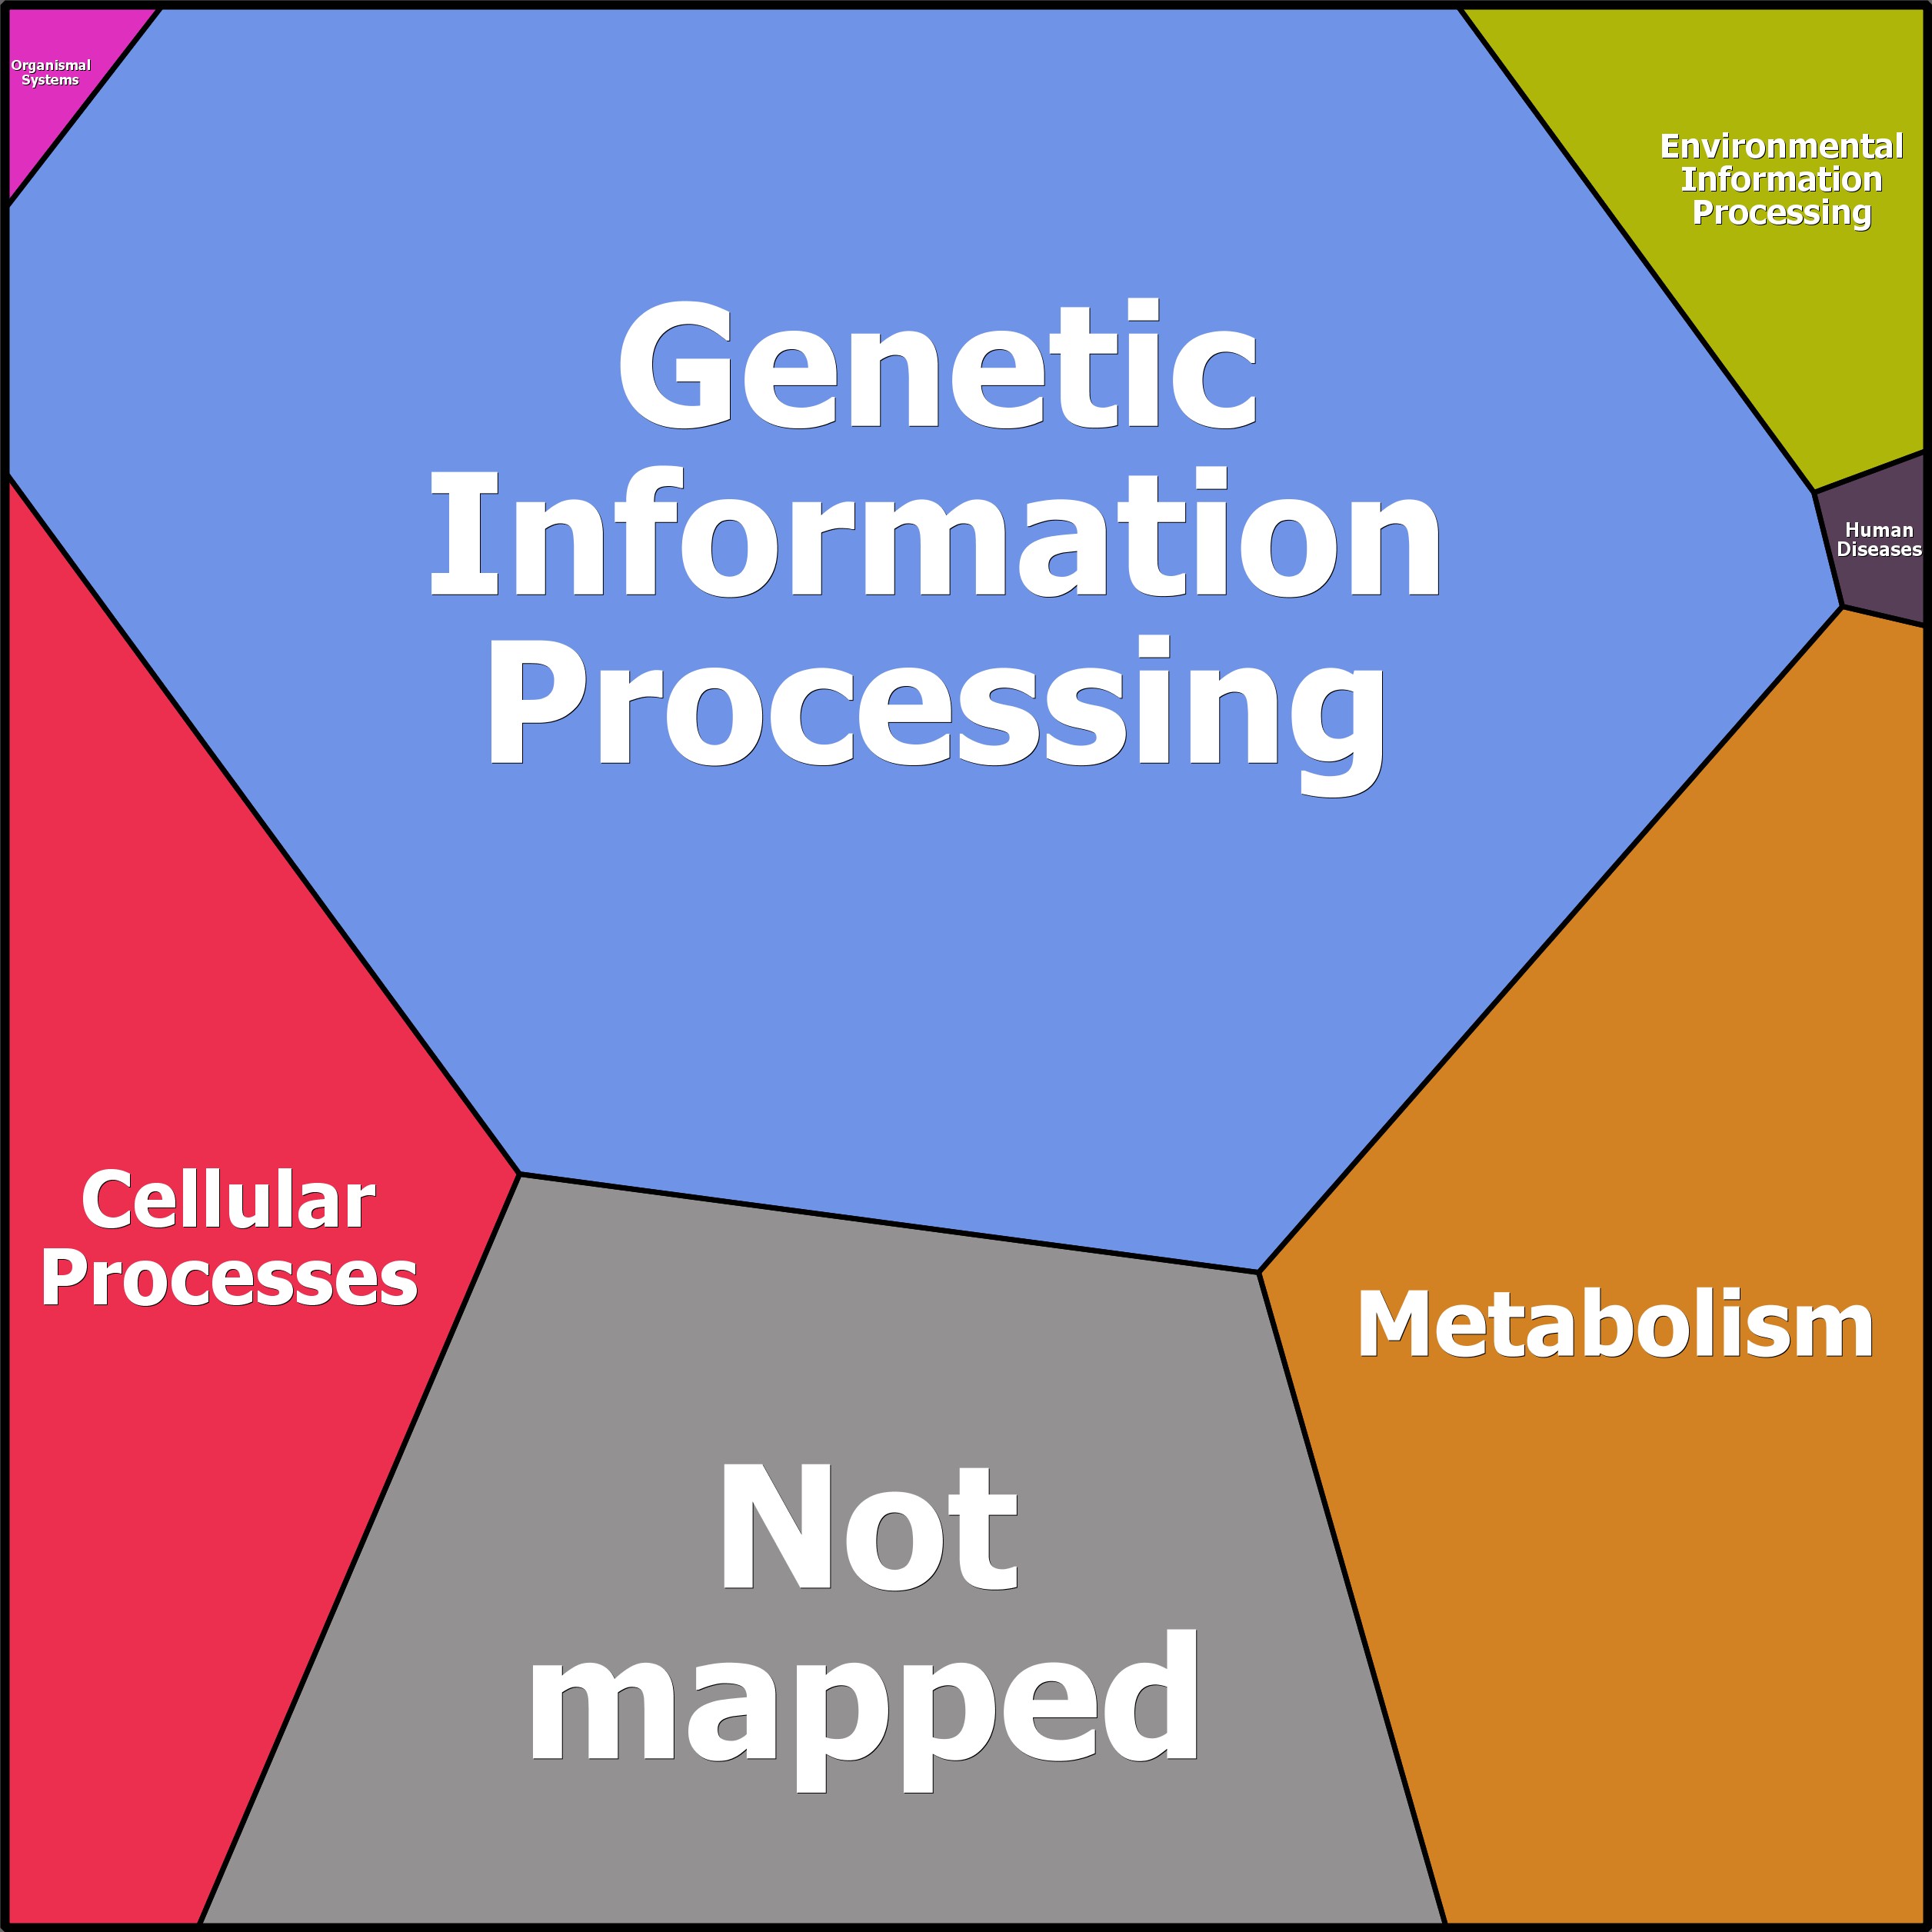 Organismal
Systems
Environmental
Information
Processing
Genetic
Information
Processing
Human
Diseases
Cellular
Processes
Metabolism
Not
mapped